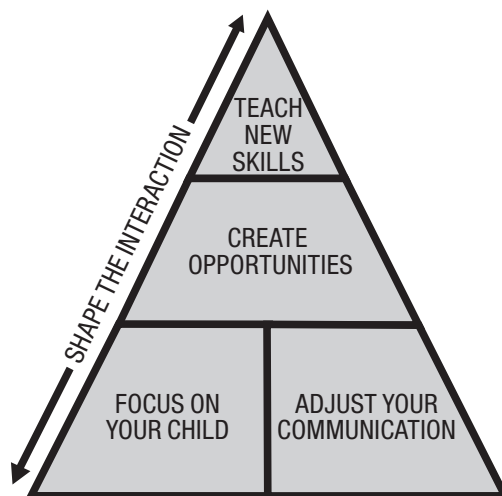 TEACH
NEW
SKILLS
SHAPE THE INTERACTION
CREATE
OPPORTUNITIES
FOCUS ON
YOUR CHILD
ADJUST YOUR
COMMUNICATION